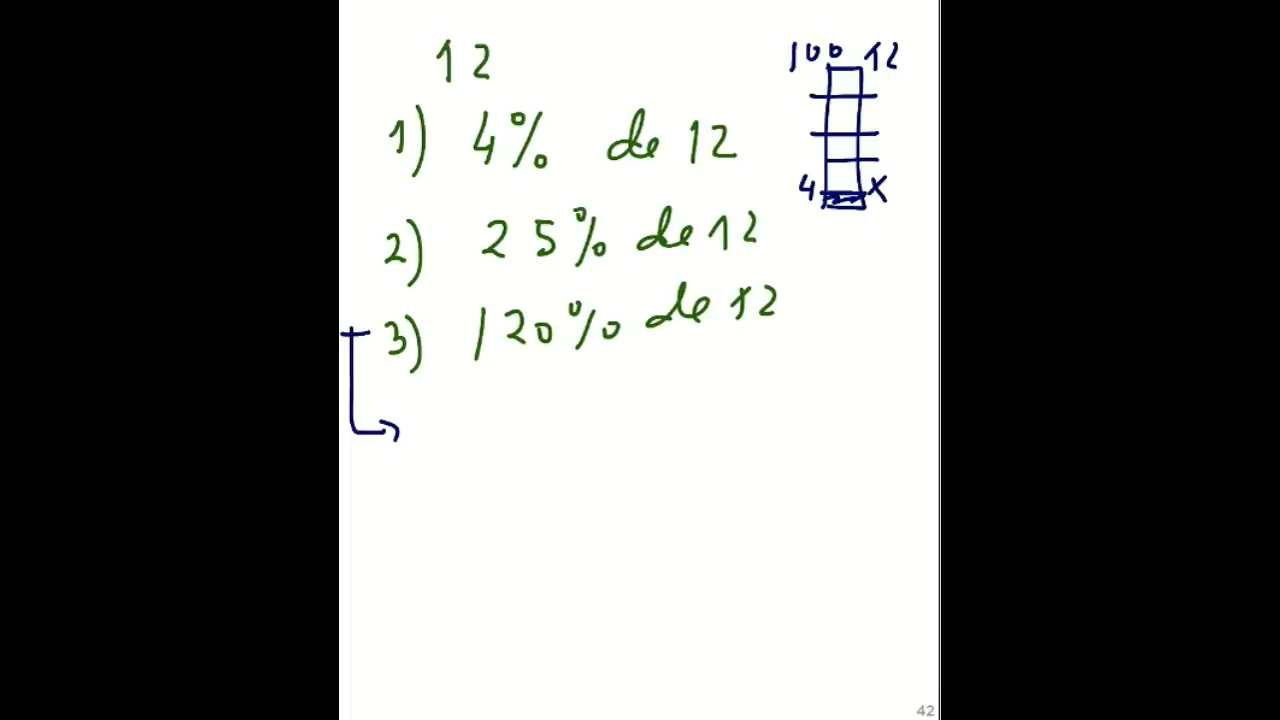 12
1) 4% de 12
2) 25% de 12
3) 120% de 12
100 12
4 x
42